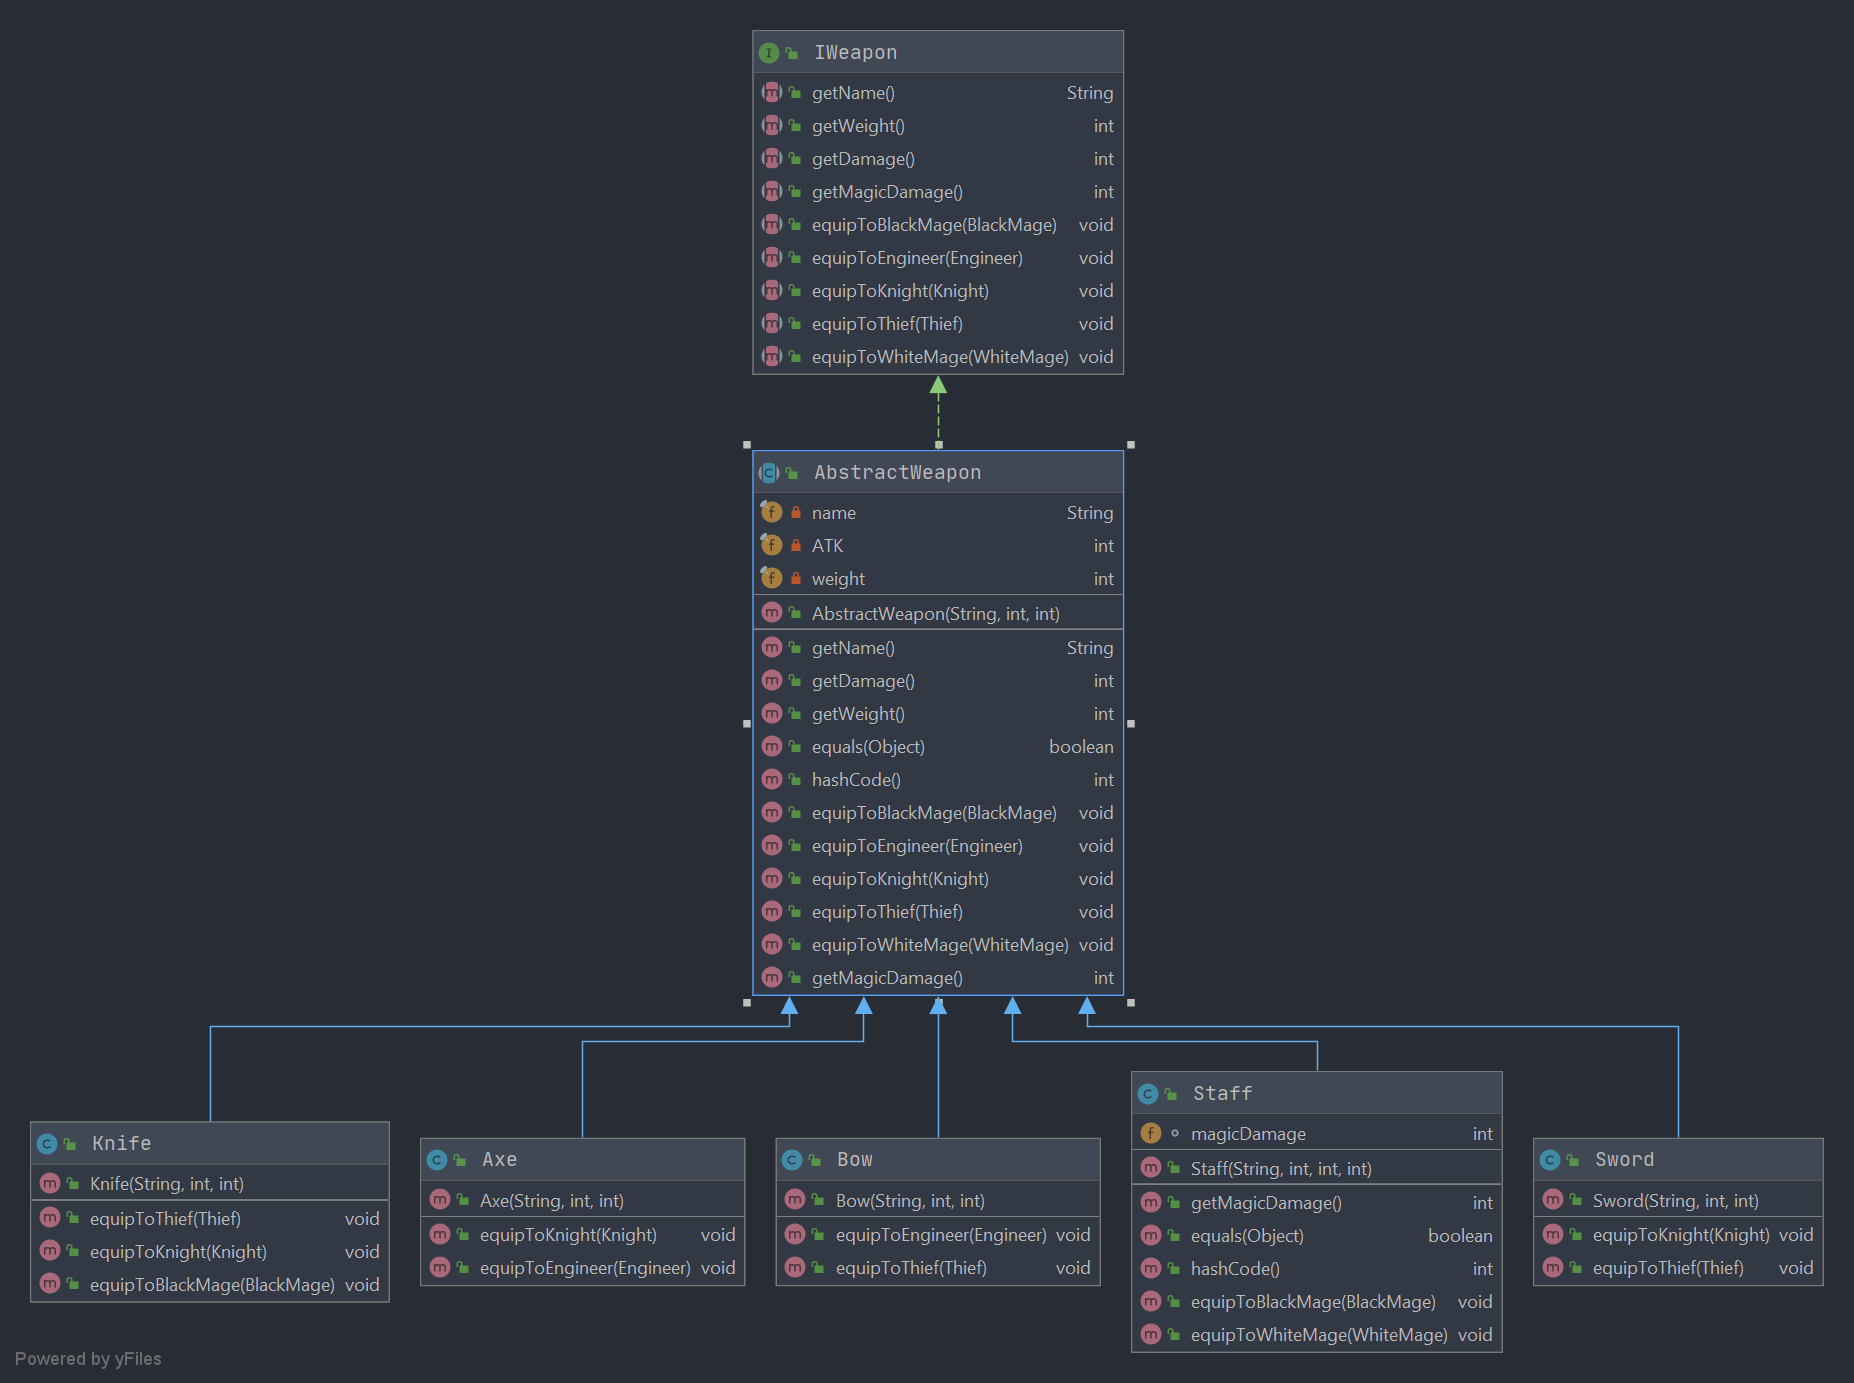 IWeapon
getName() String
getWeight() int
getDamage() int
getMagicDamage() int
equipToBlackMage(BlackMage) void
equipToEngineer(Engineer) void
equipToKnight(Knight) void
equipToThief(Thief) void
equipToWhiteMage(WhiteMage) void
AbstractWeapon
name String
ATK int
weight int
AbstractWeapon(String, int, int)
getName() String
getDamage() int
getWeight() int
equals(Object) boolean
hashCode() int
equipToBlackMage(BlackMage) void
equipToEngineer(Engineer) void
equipToKnight(Knight) void
equipToThief(Thief) void
equipToWhiteMage(WhiteMage) void
getMagicDamage() int
Knife
Knife(String, int, int)
equipToThief(Thief) void
equipToKnight(Knight) void
equipToBlackMage(BlackMage) void
Axe
Axe(String, int, int)
equipToKnight(Knight) void
equipToEngineer(Engineer) void
Bow
Bow(String, int, int)
equipToEngineer(Engineer) void
equipToThief(Thief) void
Staff
magicDamage int
Staff(String, int, int, int)
getMagicDamage() int
equals(Object) boolean
hashCode() int
equipToBlackMage(BlackMage) void
equipToWhiteMage(WhiteMage) void
Sword
Sword(String, int, int)
equipToKnight(Knight) void
equipToThief(Thief) void
Powered by yFiles